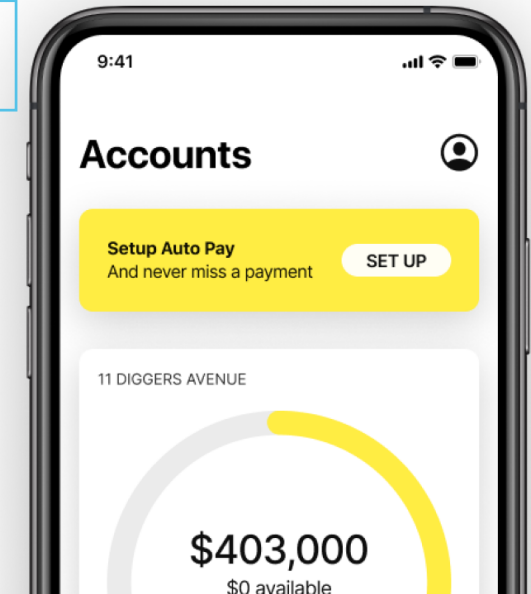 9:41
Accounts
Setup Auto Pay
And never miss a payment
SET UP
11 DIGGERS AVENUE
$403,000
$0 available